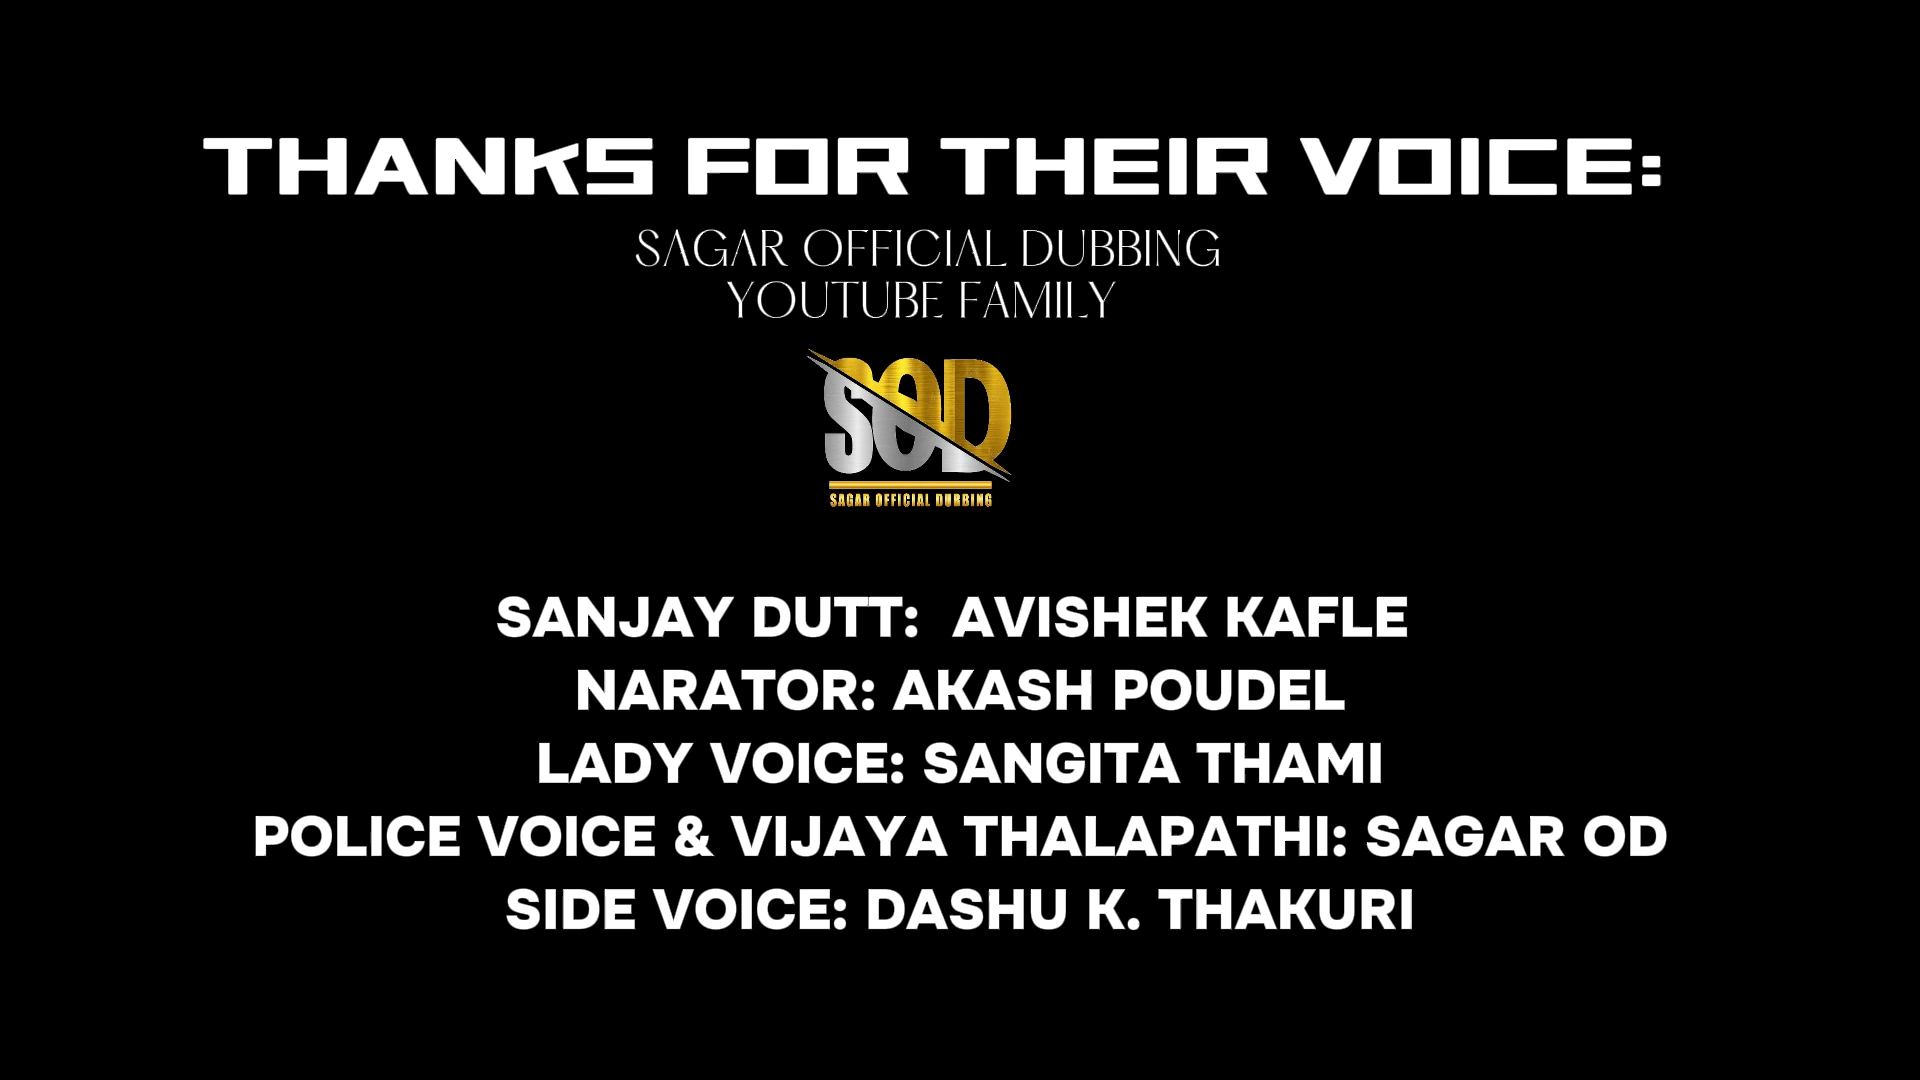 THANKS FOR THEIR VOICE:
SAGAR OFFICIAL DUBBING
YOUTUBE FAMILY
SOD
SAGAR OFFICIAL DUBBING
SANJAY DUTT: AVISHEK KAFLE
NARATOR: AKASH POUDEL
LADY VOICE: SANGITA THAMI
POLICE VOICE & VIJAYA THALAPATHI: SAGAR OD
SIDE VOICE: DASHU K. THAKURI